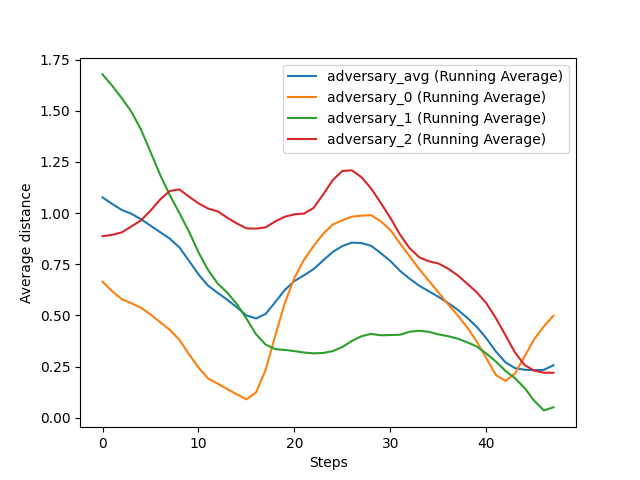 1.75
1.50
1.25
1.00
0.75
0.50
0.25
0.00
Average distance
adversary_avg (Running Average)
adversary_0 (Running Average)
adversary_1 (Running Average)
adversary_2 (Running Average)
0 10 20 30 40
Steps